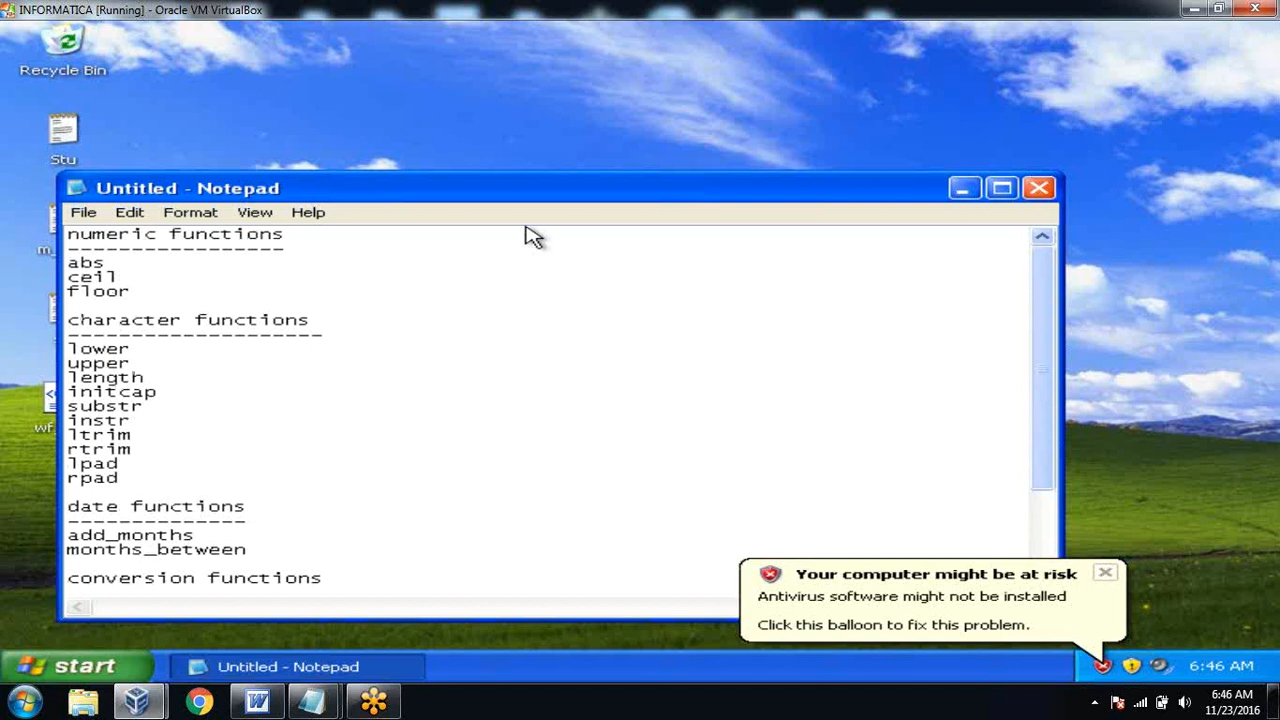 INFORMATICA [Running] - Oracle VM VirtualBox
Recycle Bin
Stu
Untitled - Notepad
File Edit Format View Help
numeric functions
-----------------
abs
ceil
floor
character functions
--------------------
lower
upper
length
initcap
substr
instr
ltrim
rtrim
lpad
rpad
date functions
--------------
add_months
months_between
conversion functions
m_
wf_
Your computer might be at risk
Antivirus software might not be installed
Click this balloon to fix this problem.
start
Untitled - Notepad
6:46 AM
6:46 AM
11/23/2016